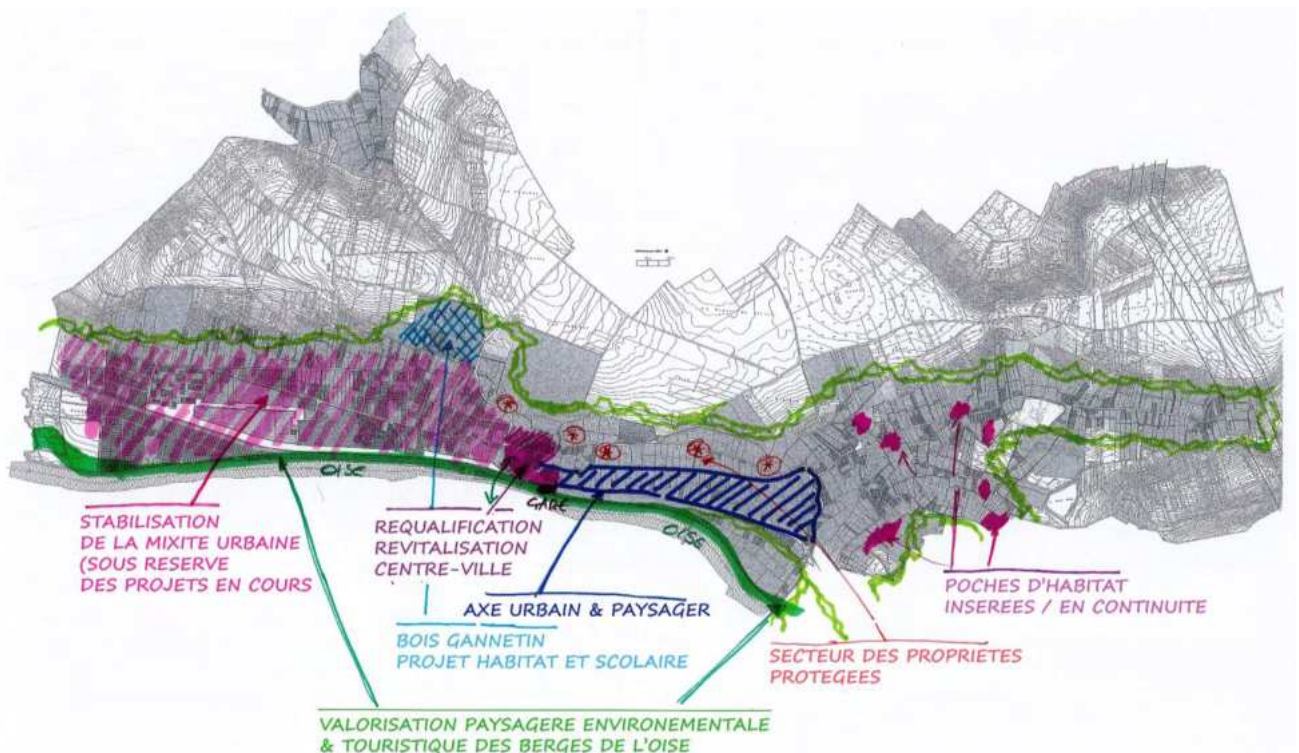 OISE
GARE
OISE
STABILISATION
DE LA MIXITE URBAINE
(SOUS RESERVE
DES PROJETS EN COURS
REQUALIFICATION
REVITALISATION
CENTRE-VILLE
AXE URBAIN & PAYSAGER
BOIS GANNETIN
PROJET HABITAT ET SCOLAIRE
POCHES D'HABITAT
INSEREES / EN CONTINUITE
SECTEUR DES PROPRIETES
PROTEGEES
VALORISATION PAYSAGERE ENVIRONEMENTALE
& TOURISTIQUE DES BERGES DE L'OISE